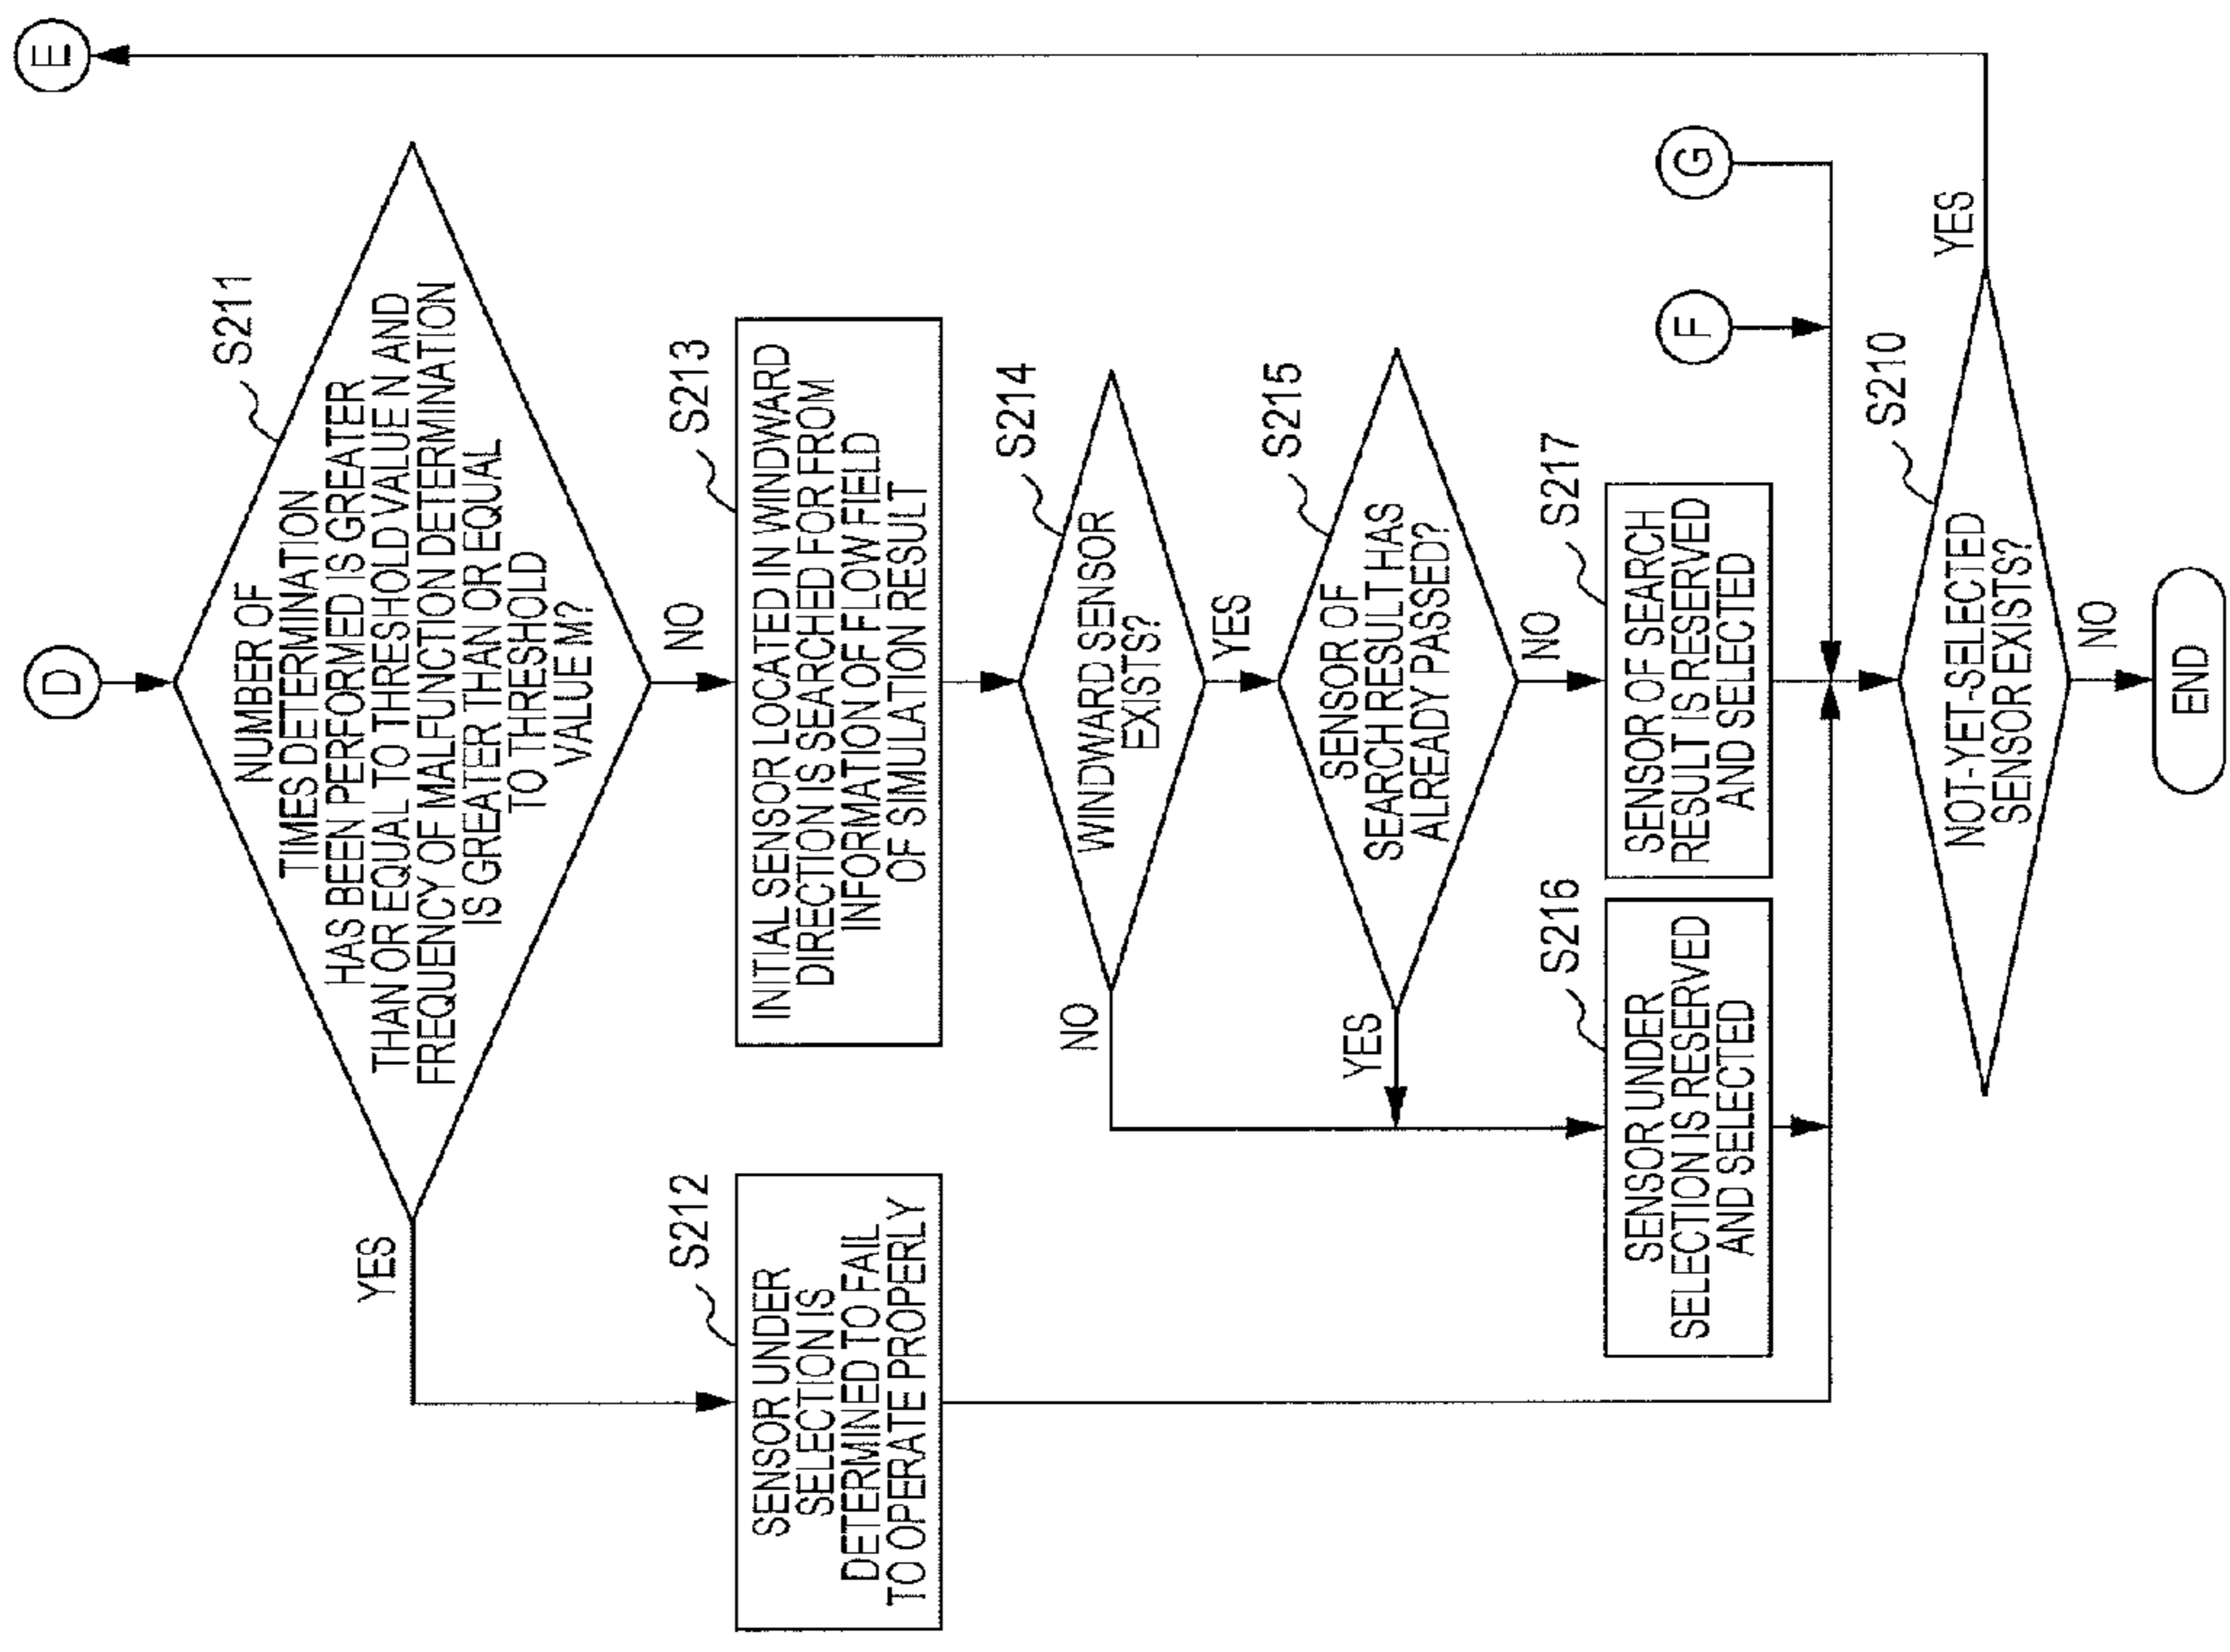 D
E
S211
NUMBER OF
TIMES DETERMINATION
HAS BEEN PERFORMED IS GREATER
THAN OR EQUAL TO THRESHOLD VALUE N AND
FREQUENCY OF MALFUNCTION DETERMINATION
IS GREATER THAN OR EQUAL
TO THRESHOLD
VALUE M?
YES
NO
S212
SENSOR UNDER
SELECTION IS
DETERMINED TO FAIL
TO OPERATE PROPERLY
S213
INITIAL SENSOR LOCATED IN WINDWARD
DIRECTION IS SEARCHED FOR FROM
INFORMATION OF FLOW FIELD
OF SIMULATION RESULT
S214
WINDWARD SENSOR
EXISTS?
NO
YES
S215
SENSOR OF
SEARCH RESULT HAS
ALREADY PASSED?
YES
NO
S216
SENSOR UNDER
SELECTION IS RESERVED
AND SELECTED
S217
SENSOR OF SEARCH
RESULT IS RESERVED
AND SELECTED
F
G
S210
NOT-YET-SELECTED
SENSOR EXISTS?
YES
NO
END